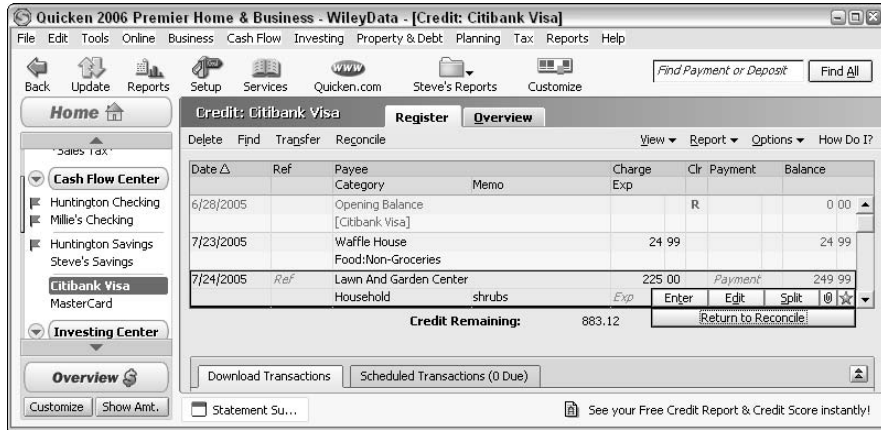 Quicken 2006 Premier Home & Business - WileyData - [Credit: Citibank Visa]
File Edit Tools Online Business Cash Flow Investing Property & Debt Planning Tax Reports Help
Back Update Reports Setup Services Quicken.com Steve's Reports Customize Find Payment or Deposit Find All
www
Home
*Sales Tax*
Cash Flow Center
Huntington Checking
Millie's Checking
Huntington Savings
Steve's Savings
Citibank Visa
MasterCard
Investing Center
Overview
Customize Show Amt.
Credit: Citibank Visa Register Overview
Delete Find Transfer Reconcile View Report Options How Do I?
Date Ref Payee Charge Clr Payment Balance
Category Memo Exp
6/28/2005 Opening Balance R 0 00
[Citibank Visa]
7/23/2005 Waffle House 24 99 24 99
Food:Non-Groceries
7/24/2005 Ref Lawn And Garden Center 225 00 Payment 249 99
Household shrubs Exp Enter Edit Split
Credit Remaining: 883.12 Return to Reconcile
Download Transactions Scheduled Transactions (0 Due)
Statement Su... See your Free Credit Report & Credit Score instantly!